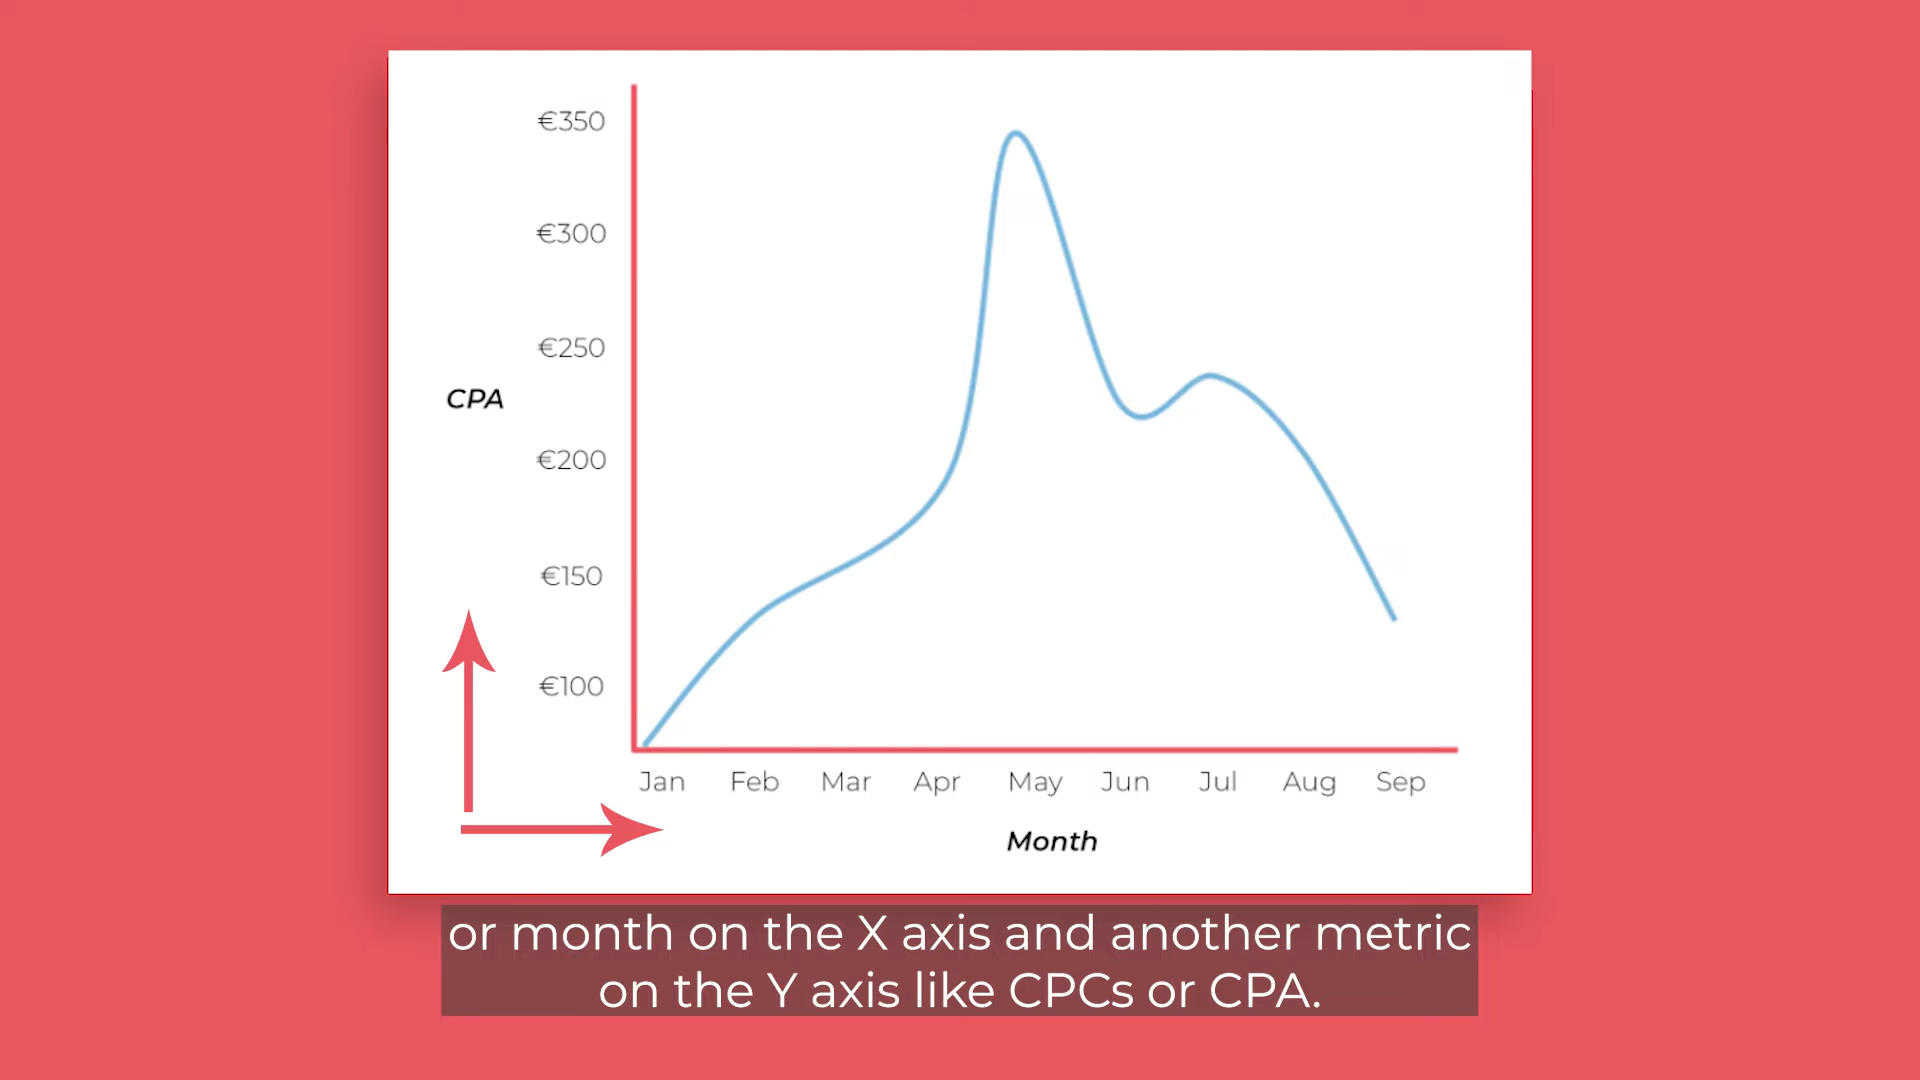 €350
€300
€250
CPA
€200
€150
€100
Jan Feb Mar Apr May Jun Jul Aug Sep
Month
or month on the X axis and another metric
on the Y axis like CPCs or CPA.